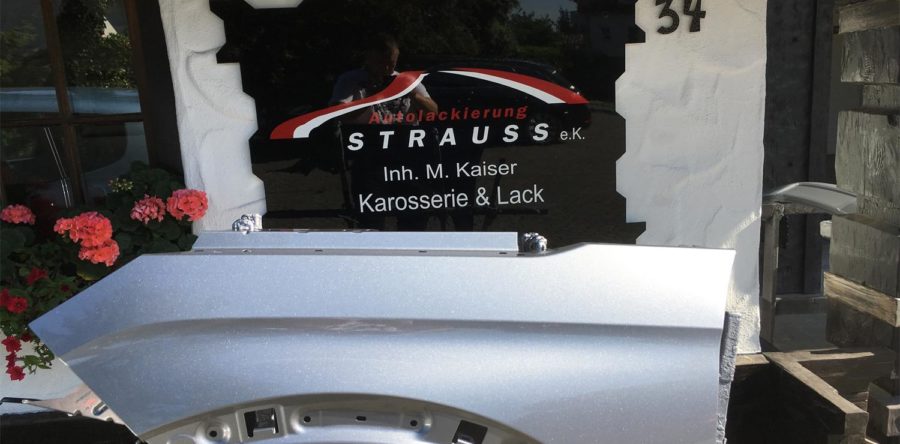 34
Autolackierung
STRAUSS e.K.
Inh. M. Kaiser
Karosserie & Lack